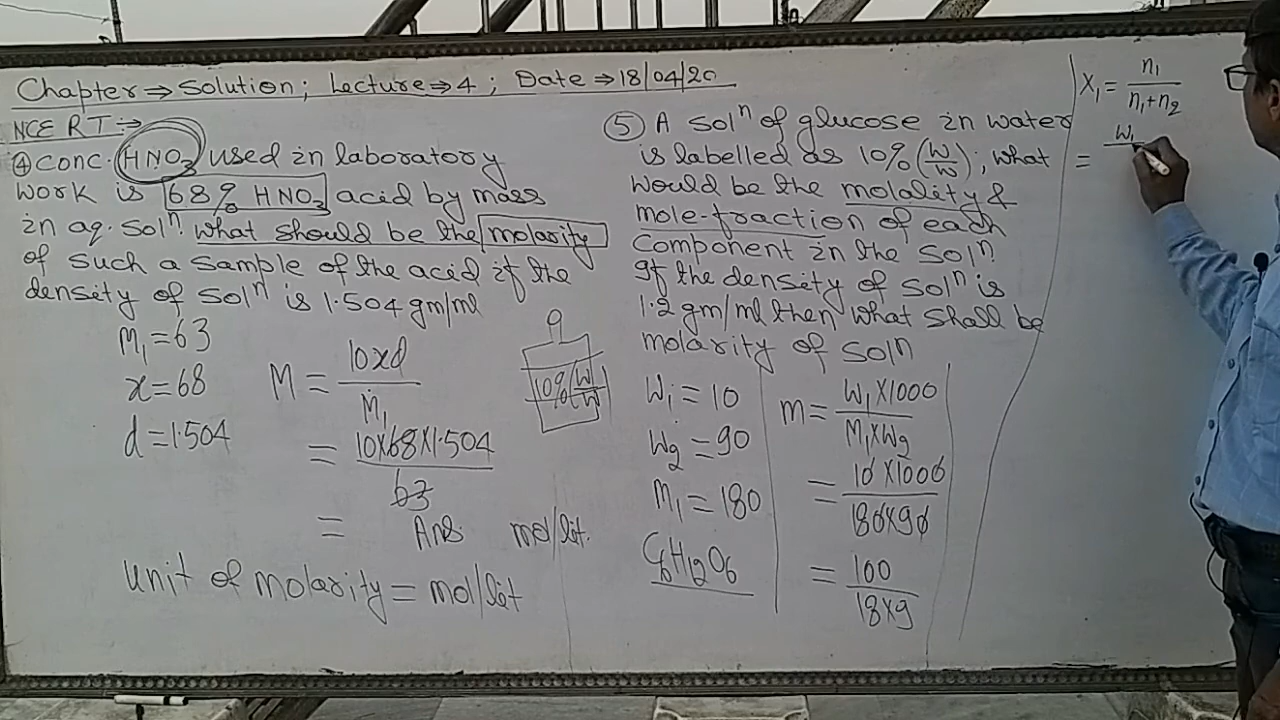 Chapter → Solution; Lecture → 4; Date → 18/04/20
NCERT :→
④ Conc. HNO₃ used in laboratory
work is 68% HNO₃ acid by mass
in aq. Solⁿ what should be the molarity
of such a sample of the acid if the
density of solⁿ is 1.504 gm/ml
M₁ = 63
x = 68
d = 1.504
M = 10xd / M₁
= 10×68×1.504 / 63
= Ans mol/lit.
unit of molarity = mol/lit
10% (W/W)
⑤ A solⁿ of glucose in water
is labelled as 10% (W/W); what
would be the molality &
mole-fraction of each
Component in the solⁿ
If the density of solⁿ is
1.2 gm/ml then what shall be
molarity of solⁿ
W₁ = 10
W₂ = 90
M₁ = 180
C₆H₁₂O₆
m = W₁×1000 / M₁×W₂
= 10×1000 / 180×90
= 100 / 18×9
X₁ = n₁ / n₁+n₂
= W₁